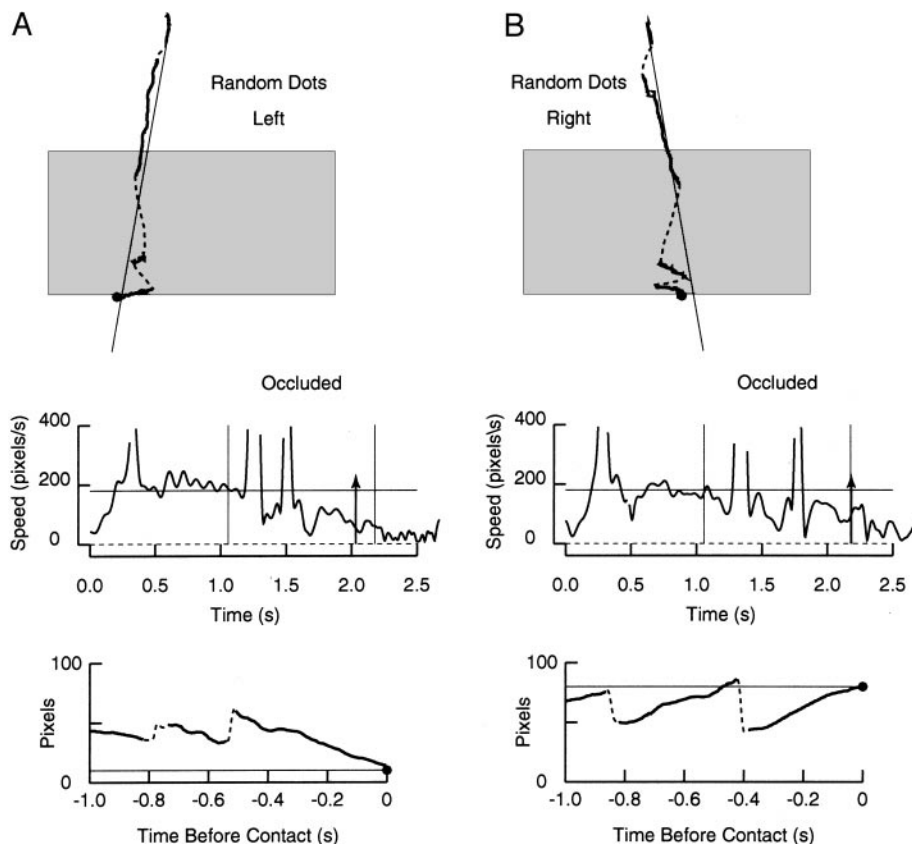 A
Random Dots
Left
B
Random Dots
Right
Occluded
Speed (pixels/s)
400
200
0
0.0 0.5 1.0 1.5 2.0 2.5
Time (s)
Occluded
Speed (pixels\s)
400
200
0
0.0 0.5 1.0 1.5 2.0 2.5
Time (s)
Pixels
100
0
-1.0 -0.8 -0.6 -0.4 -0.2 0
Time Before Contact (s)
Pixels
100
0
-1.0 -0.8 -0.6 -0.4 -0.2 0
Time Before Contact (s)